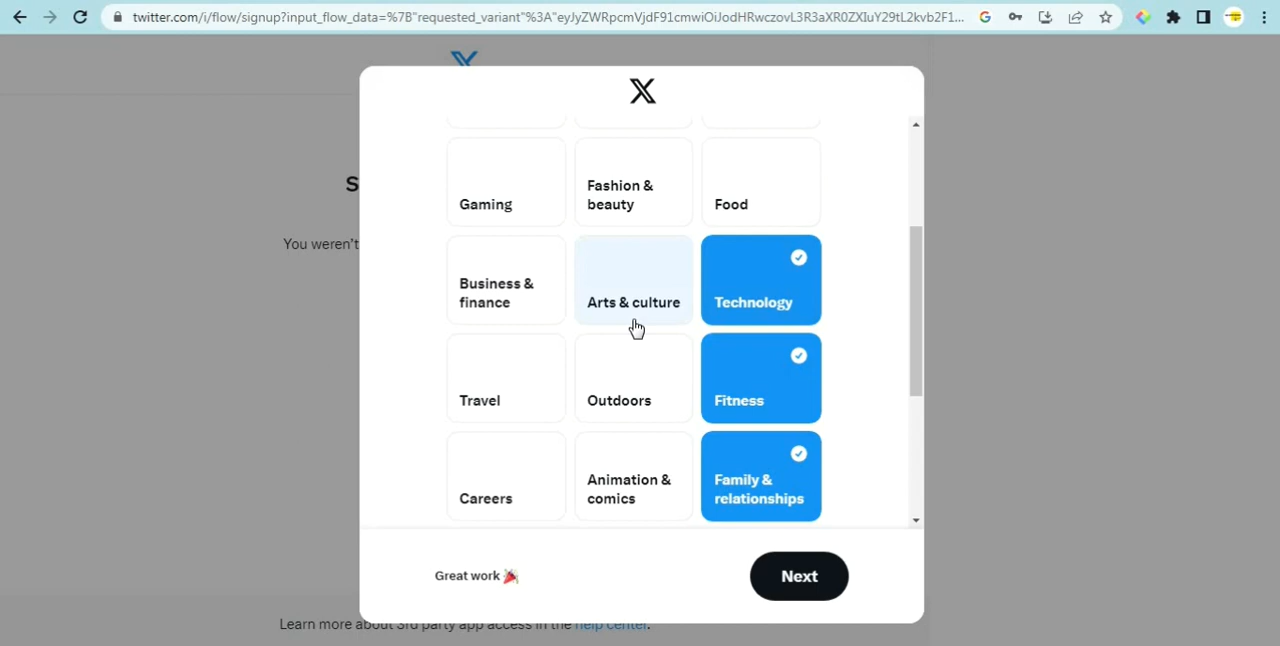 twitter.com/i/flow/signup?input_flow_data=%7B"requested_variant"%3A"eyJyZWRpcmVjdF91cmwiOiJodHRwczovL3R3aXR0ZXIuY29tL2kvb2F1...
X
X
S
Gaming
Fashion &
beauty
Food
You weren't
Business &
finance
Arts & culture
Technology
Travel
Outdoors
Fitness
Careers
Animation &
comics
Family &
relationships
Great work
Next
Learn more about 3rd party app access in the help center.